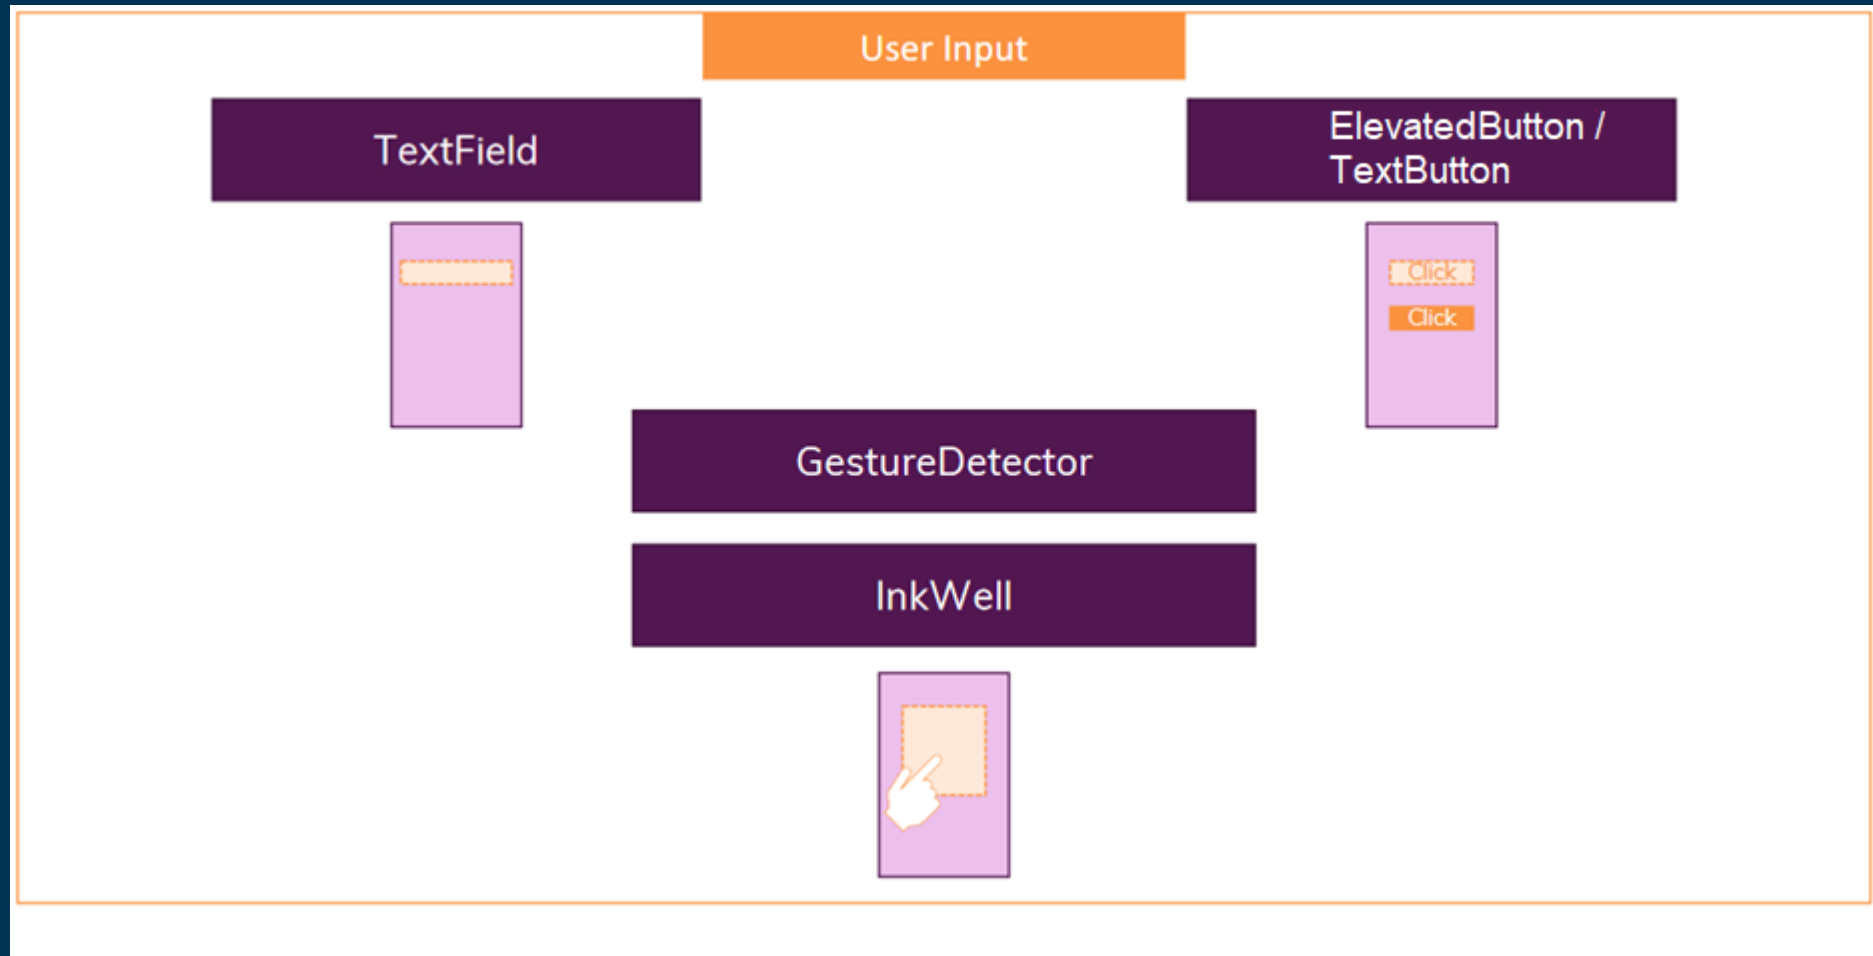 User Input
TextField
ElevatedButton /
TextButton
Click
Click
GestureDetector
InkWell